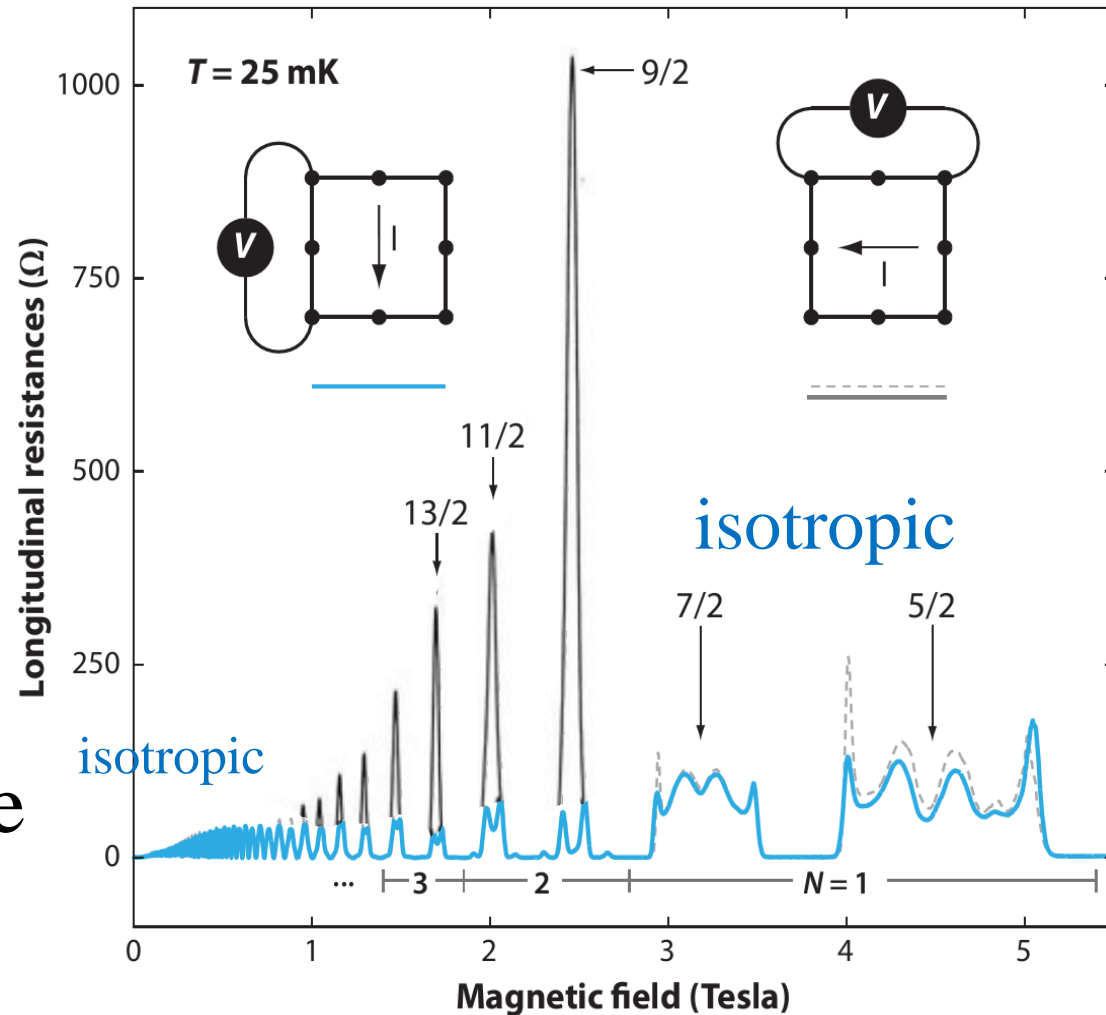 T = 25 mK
9/2
V
V
I
I
11/2
13/2
isotropic
7/2
5/2
isotropic
e
1000
750
500
250
0
Longitudinal resistances (Ω)
... 3 2 N = 1
0 1 2 3 4 5
Magnetic field (Tesla)